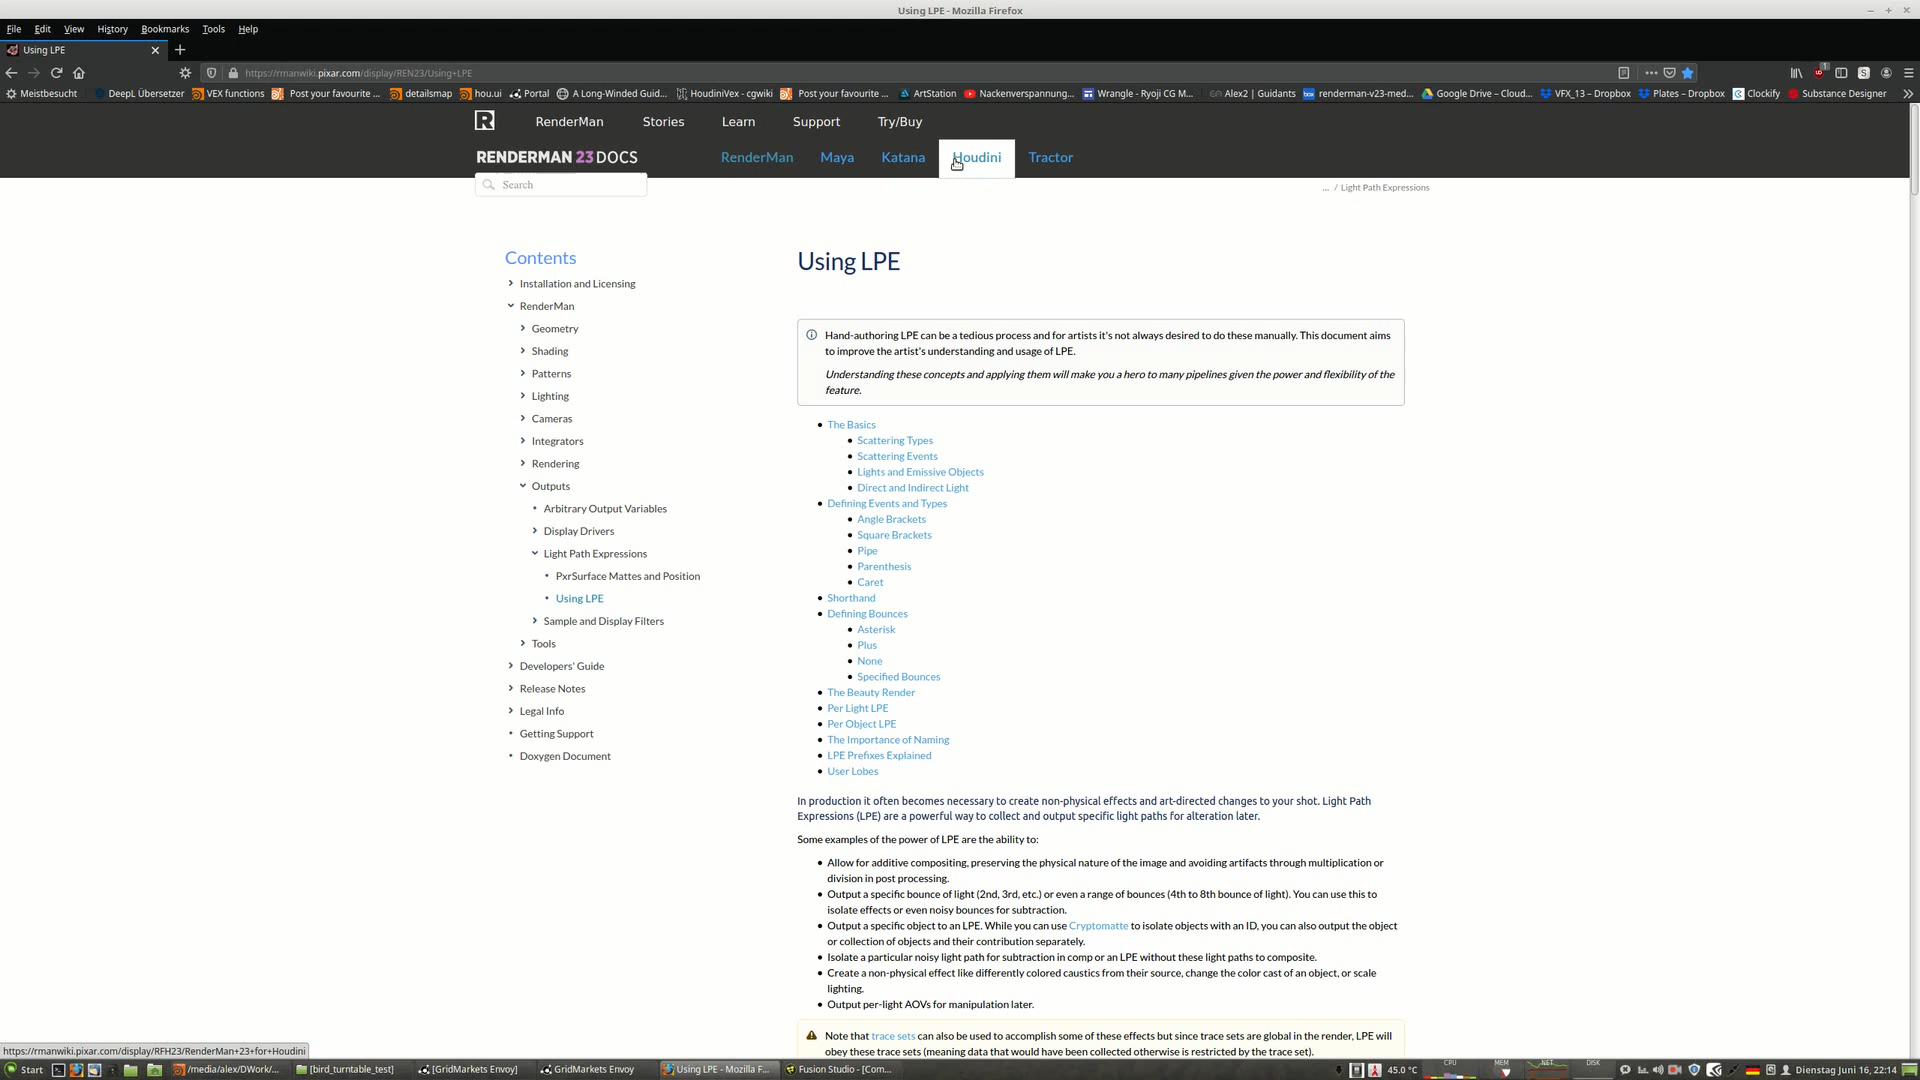 Using LPE - Mozilla Firefox
File Edit View History Bookmarks Tools Help
Using LPE
https://rmanwiki.pixar.com/display/REN23/Using+LPE
Meistbesucht DeepL Übersetzer VEX functions Post your favourite ... detailsmap hou.ui Portal A Long-Winded Guid... HoudiniVex - cgwiki Post your favourite ... ArtStation Nackenverspannung... Wrangle - Ryoji CG M... Alex2 | Guidants renderman-v23-med... Google Drive – Cloud... VFX_13 – Dropbox Plates – Dropbox Clockify Substance Designer
RenderMan Stories Learn Support Try/Buy
RENDERMAN 23 DOCS RenderMan Maya Katana Houdini Tractor
Search
... / Light Path Expressions
Contents
Installation and Licensing
RenderMan
Geometry
Shading
Patterns
Lighting
Cameras
Integrators
Rendering
Outputs
Arbitrary Output Variables
Display Drivers
Light Path Expressions
PxrSurface Mattes and Position
Using LPE
Sample and Display Filters
Tools
Developers' Guide
Release Notes
Legal Info
Getting Support
Doxygen Document
Using LPE
Hand-authoring LPE can be a tedious process and for artists it's not always desired to do these manually. This document aims
to improve the artist's understanding and usage of LPE.
Understanding these concepts and applying them will make you a hero to many pipelines given the power and flexibility of the
feature.
The Basics
Scattering Types
Scattering Events
Lights and Emissive Objects
Direct and Indirect Light
Defining Events and Types
Angle Brackets
Square Brackets
Pipe
Parenthesis
Caret
Shorthand
Defining Bounces
Asterisk
Plus
None
Specified Bounces
The Beauty Render
Per Light LPE
Per Object LPE
The Importance of Naming
LPE Prefixes Explained
User Lobes
In production it often becomes necessary to create non-physical effects and art-directed changes to your shot. Light Path
Expressions (LPE) are a powerful way to collect and output specific light paths for alteration later.
Some examples of the power of LPE are the ability to:
Allow for additive compositing, preserving the physical nature of the image and avoiding artifacts through multiplication or
division in post processing.
Output a specific bounce of light (2nd, 3rd, etc.) or even a range of bounces (4th to 8th bounce of light). You can use this to
isolate effects or even noisy bounces for subtraction.
Output a specific object to an LPE. While you can use Cryptomatte to isolate objects with an ID, you can also output the object
or collection of objects and their contribution separately.
Isolate a particular noisy light path for subtraction in comp or an LPE without these light paths to composite.
Create a non-physical effect like differently colored caustics from their source, change the color cast of an object, or scale
lighting.
Output per-light AOVs for manipulation later.
Note that trace sets can also be used to accomplish some of these effects but since trace sets are global in the render, LPE will
obey these trace sets (meaning data that would have been collected otherwise is restricted by the trace set).
https://rmanwiki.pixar.com/display/RFH23/RenderMan+23+for+Houdini
Start /media/alex/DWork/... [bird_turntable_test] [GridMarkets Envoy] GridMarkets Envoy Using LPE - Mozilla F... Fusion Studio - [Com... 45.0 °C CPU MEM NET DISK Dienstag Juni 16, 22:14